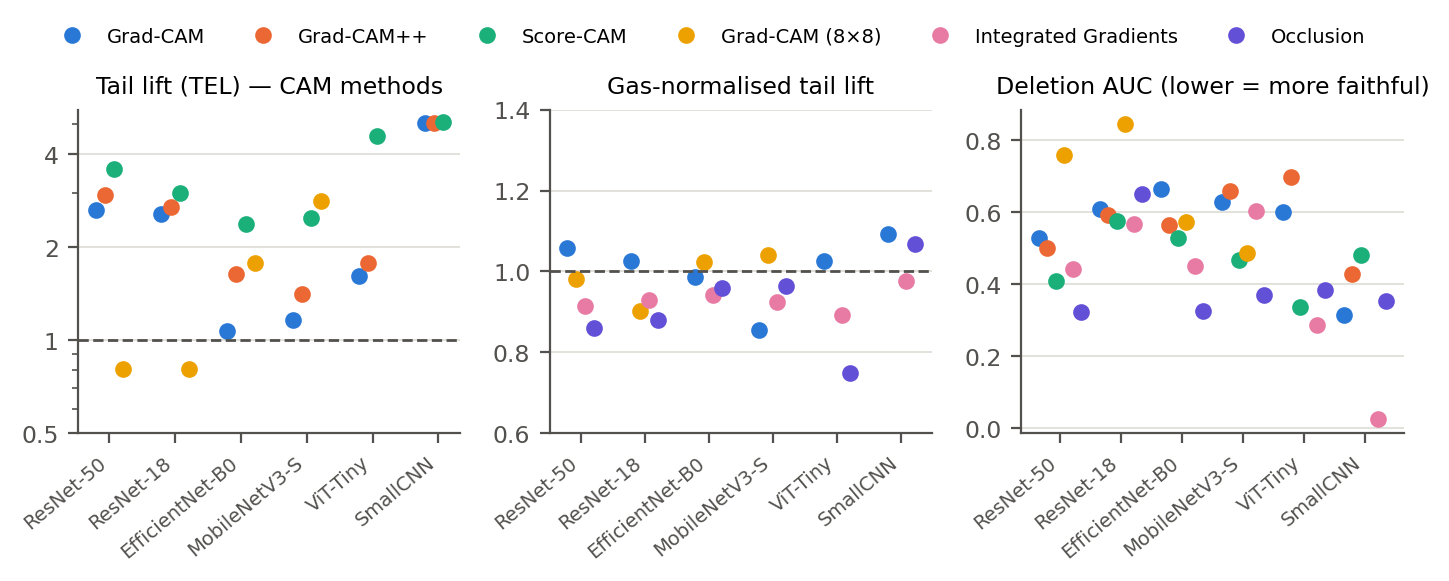 Grad-CAM Grad-CAM++ Score-CAM Grad-CAM (8×8) Integrated Gradients Occlusion
Tail lift (TEL) — CAM methods
4
2
1
0.5
ResNet-50
ResNet-18
EfficientNet-B0
MobileNetV3-S
ViT-Tiny
SmallCNN
Gas-normalised tail lift
1.4
1.2
1.0
0.8
0.6
ResNet-50
ResNet-18
EfficientNet-B0
MobileNetV3-S
ViT-Tiny
SmallCNN
Deletion AUC (lower = more faithful)
0.8
0.6
0.4
0.2
0.0
ResNet-50
ResNet-18
EfficientNet-B0
MobileNetV3-S
ViT-Tiny
SmallCNN